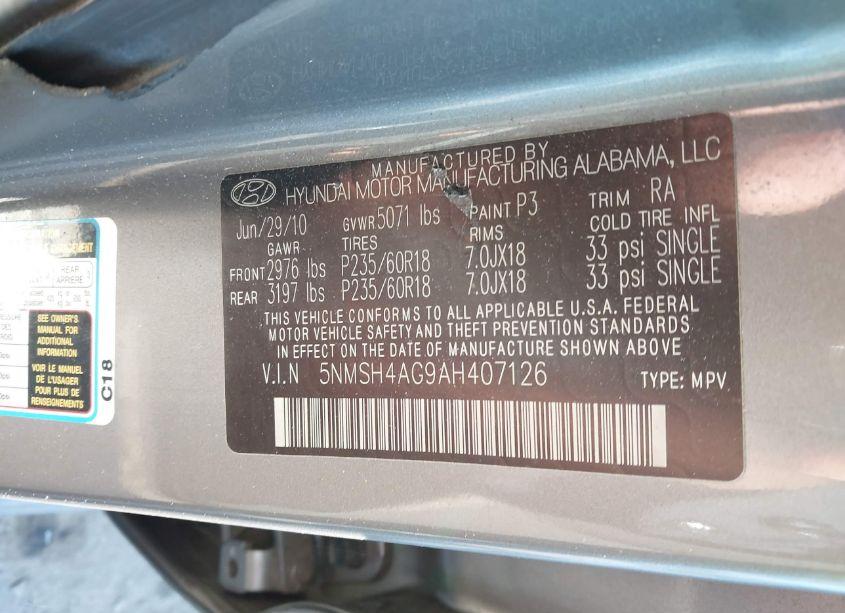 MANUFACTURED BY
HYUNDAI MOTOR MANUFACTURING ALABAMA, LLC
Jun/29/10 GVWR 5071 lbs PAINT P3 TRIM RA
GAWR TIRES RIMS COLD TIRE INFL
FRONT 2976 lbs P235/60R18 7.0JX18 33 psi SINGLE
REAR 3197 lbs P235/60R18 7.0JX18 33 psi SINGLE
THIS VEHICLE CONFORMS TO ALL APPLICABLE U.S.A. FEDERAL
MOTOR VEHICLE SAFETY AND THEFT PREVENTION STANDARDS
IN EFFECT ON THE DATE OF MANUFACTURE SHOWN ABOVE
V.I.N 5NMSH4AG9AH407126 TYPE: MPV
REAR
ARRIÈRE
SEE OWNER'S
MANUAL FOR
ADDITIONAL
INFORMATION
VOIR LE MANUEL
DE L'USAGER
POUR PLUS DE
RENSEIGNEMENTS
C18